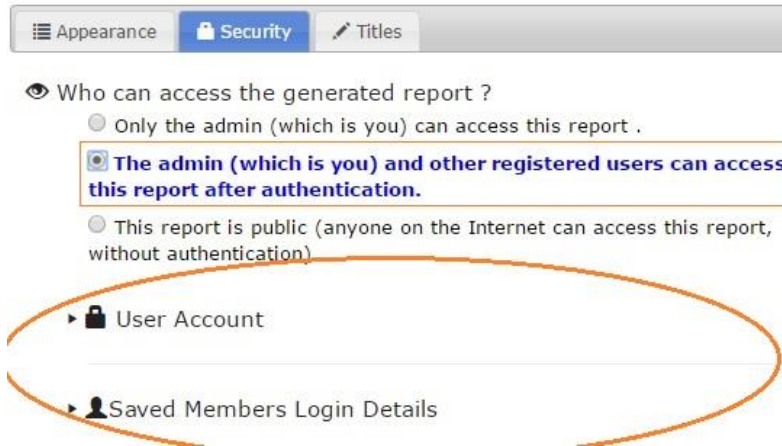 Appearance Security Titles
Who can access the generated report ?
Only the admin (which is you) can access this report .
The admin (which is you) and other registered users can access
this report after authentication.
This report is public (anyone on the Internet can access this report,
without authentication)
User Account
Saved Members Login Details